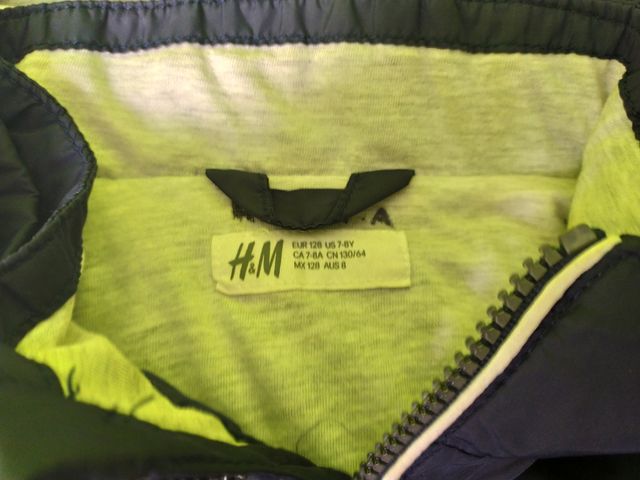 H&M
EUR 128 US 7-8Y
CA 7-8A CN 130/64
MX 128 AUS 8